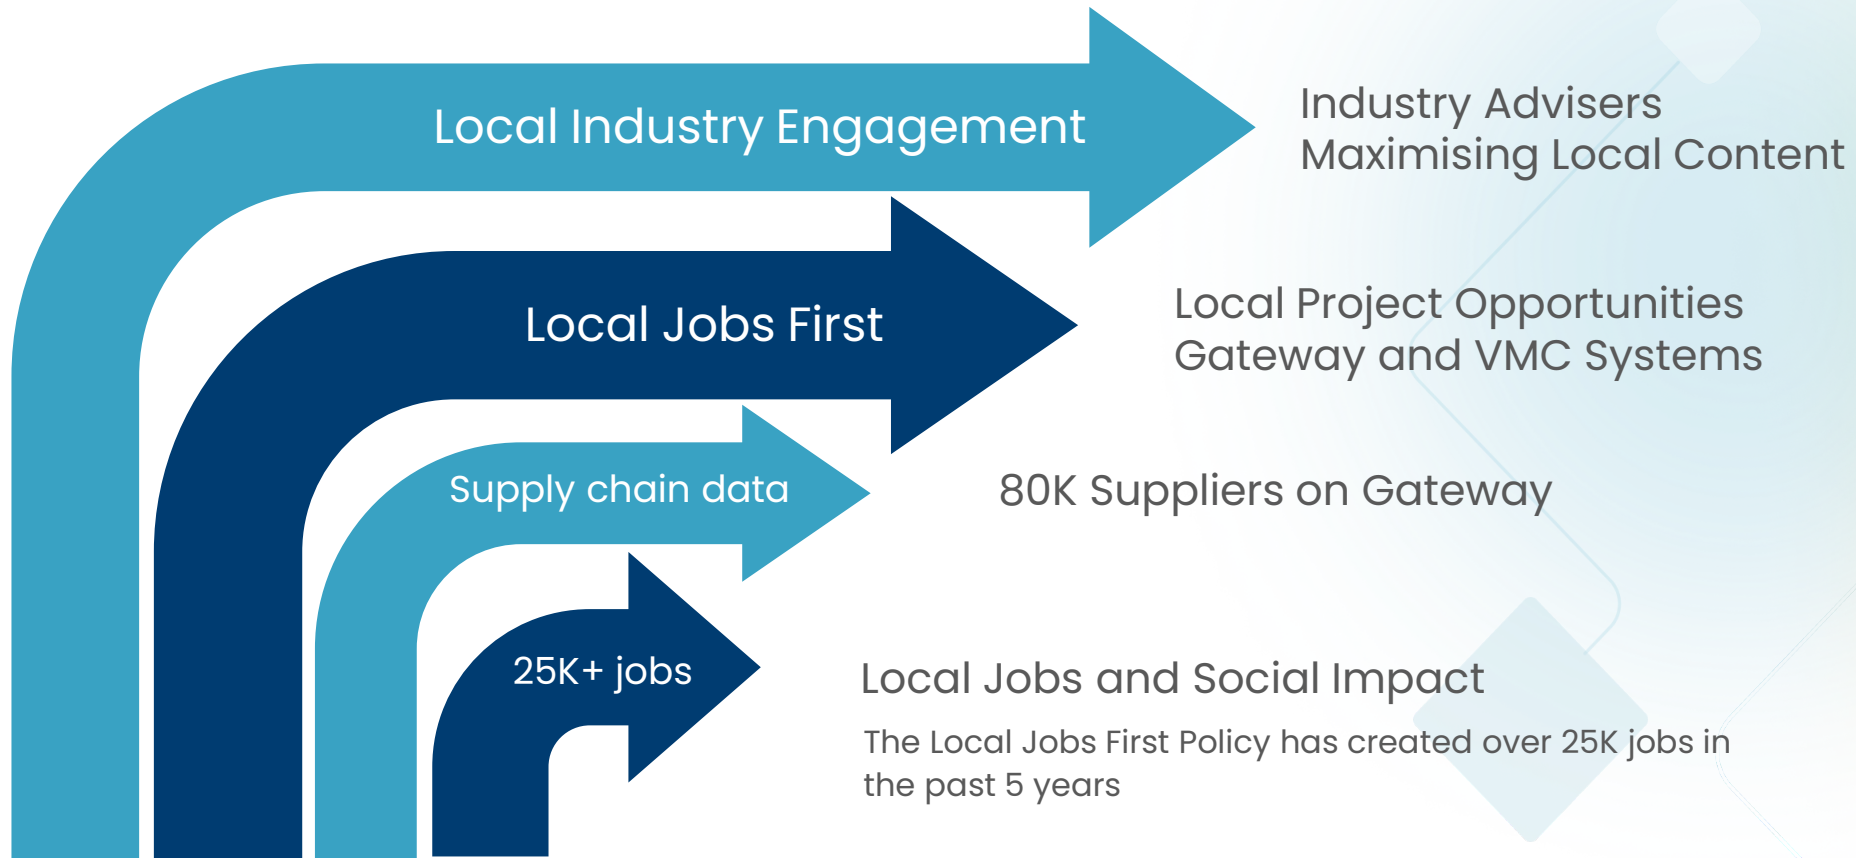 Local Industry Engagement
Industry Advisers
Maximising Local Content
Local Jobs First
Local Project Opportunities
Gateway and VMC Systems
Supply chain data
80K Suppliers on Gateway
25K+ jobs
Local Jobs and Social Impact
The Local Jobs First Policy has created over 25K jobs in
the past 5 years